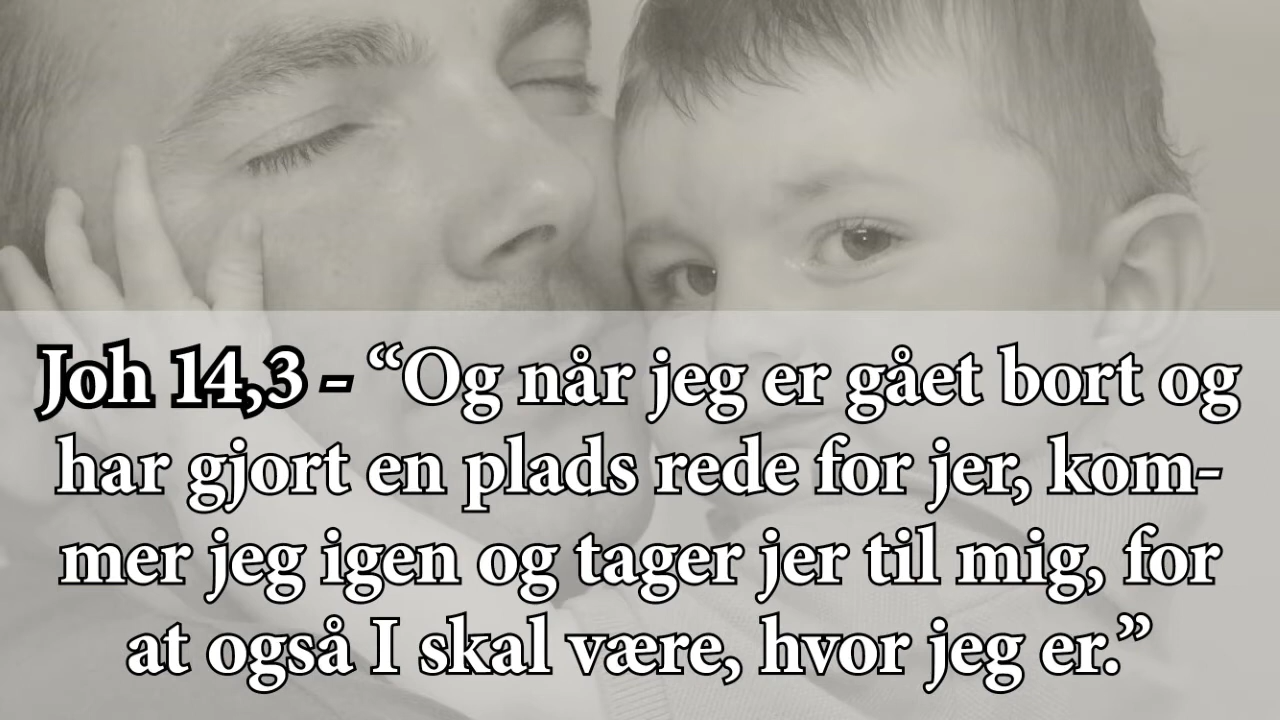 Joh 14,3 - “Og når jeg er gået bort og
har gjort en plads rede for jer, kom-
mer jeg igen og tager jer til mig, for
at også I skal være, hvor jeg er.”